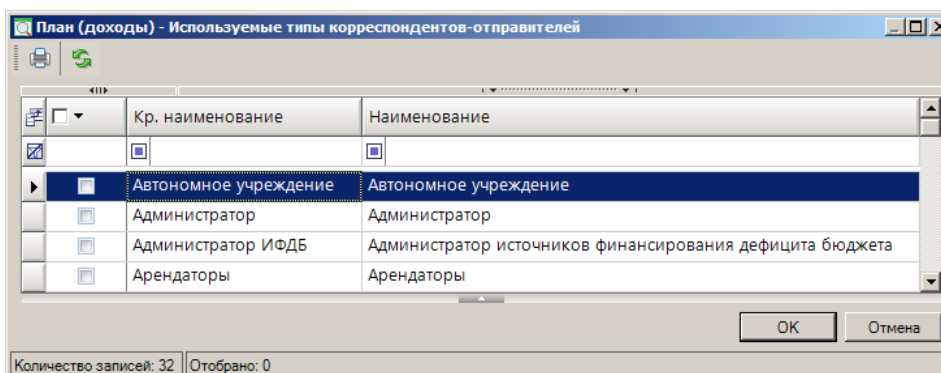 План (доходы) - Используемые типы корреспондентов-отправителей
Кр. наименование Наименование
Автономное учреждение Автономное учреждение
Администратор Администратор
Администратор ИФДБ Администратор источников финансирования дефицита бюджета
Арендаторы Арендаторы
OK Отмена
Количество записей: 32 Отобрано: 0